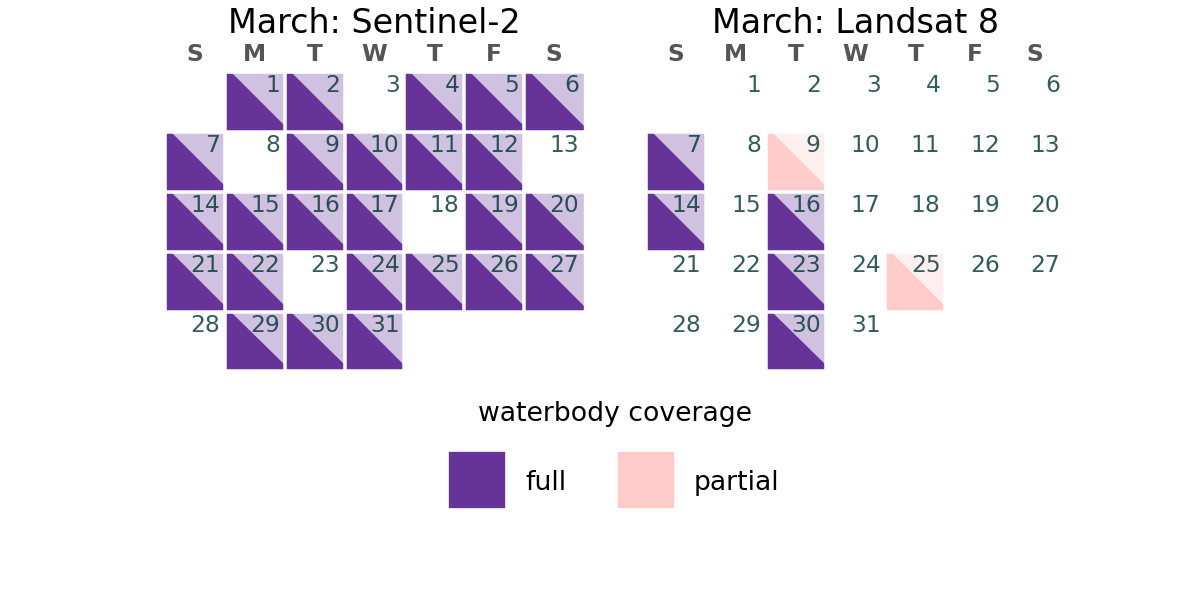 March: Sentinel-2
S M T W T F S
1 2 3 4 5 6
7 8 9 10 11 12 13
14 15 16 17 18 19 20
21 22 23 24 25 26 27
28 29 30 31
March: Landsat 8
S M T W T F S
1 2 3 4 5 6
7 8 9 10 11 12 13
14 15 16 17 18 19 20
21 22 23 24 25 26 27
28 29 30 31
waterbody coverage
full
partial